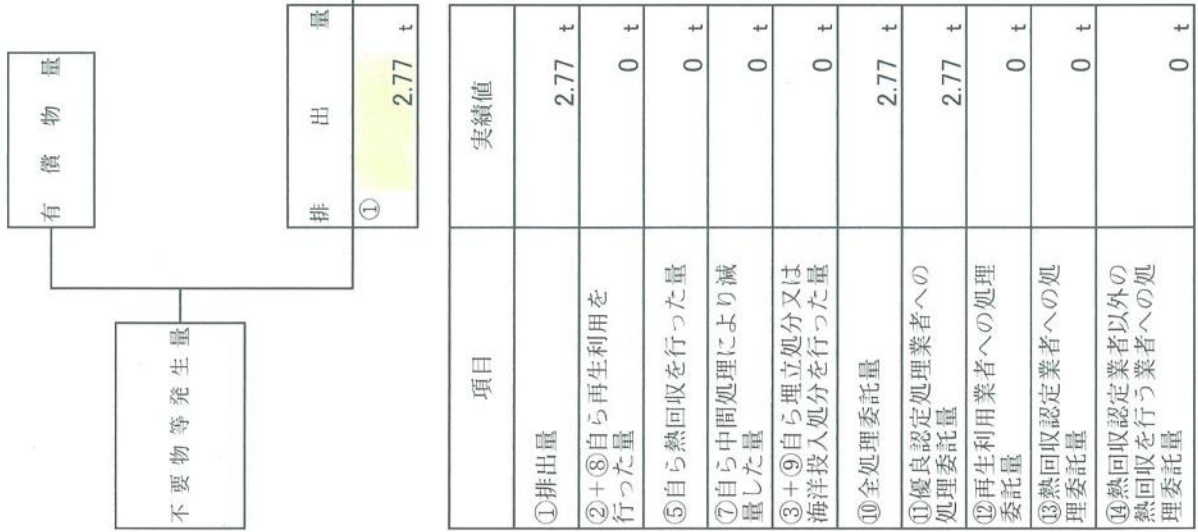 有償物量
不要物等発生量
排出量
①
2.77 t
項目 実績値
①排出量 2.77 t
②＋⑧自ら再生利用を
行った量 0 t
⑤自ら熱回収を行った量 0 t
⑦自ら中間処理により減
量した量 0 t
③＋⑨自ら埋立処分又は
海洋投入処分を行った量 0 t
⑩全処理委託量 2.77 t
⑪優良認定処理業者への
処理委託量 2.77 t
⑫再生利用業者への処理
委託量 0 t
⑬熱回収認定業者への処
理委託量 0 t
⑭熱回収認定業者以外の
熱回収を行う業者への処
理委託量 0 t